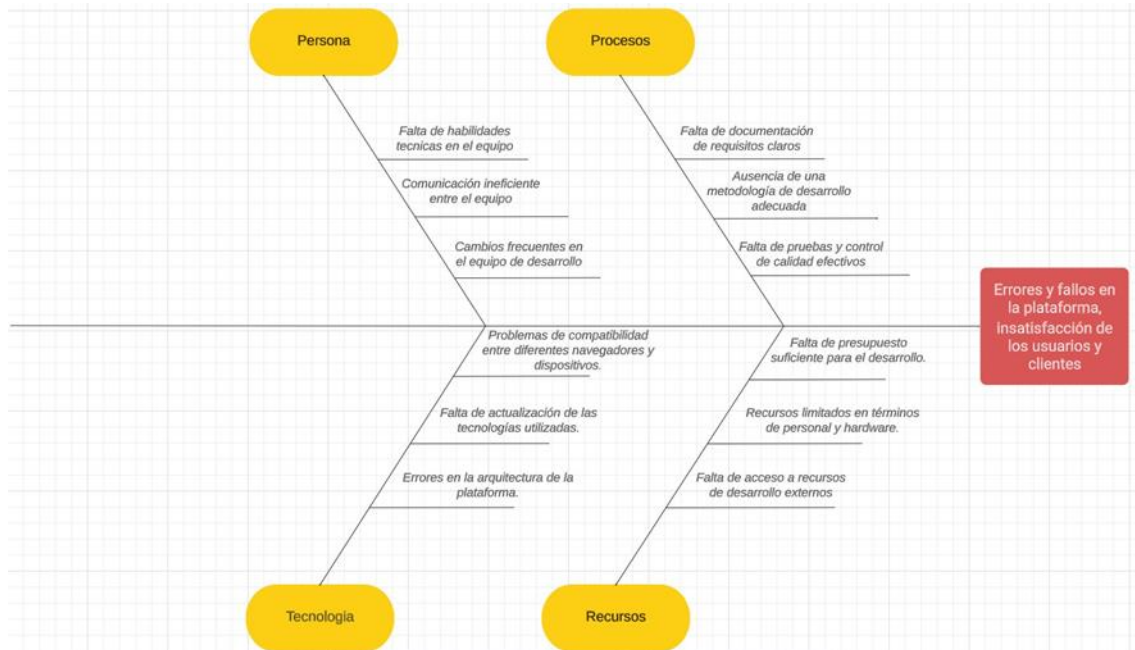 Persona
Procesos
Falta de habilidades
tecnicas en el equipo
Comunicación ineficiente
entre el equipo
Cambios frecuentes en
el equipo de desarrollo
Falta de documentación
de requisitos claros
Ausencia de una
metodología de desarrollo
adecuada
Falta de pruebas y control
de calidad efectivos
Errores y fallos en
la plataforma,
insatisfacción de
los usuarios y
clientes
Problemas de compatibilidad
entre diferentes navegadores y
dispositivos.
Falta de actualización de las
tecnologías utilizadas.
Errores en la arquitectura de la
plataforma.
Falta de presupuesto
suficiente para el desarrollo.
Recursos limitados en términos
de personal y hardware.
Falta de acceso a recursos
de desarrollo externos
Tecnologia
Recursos